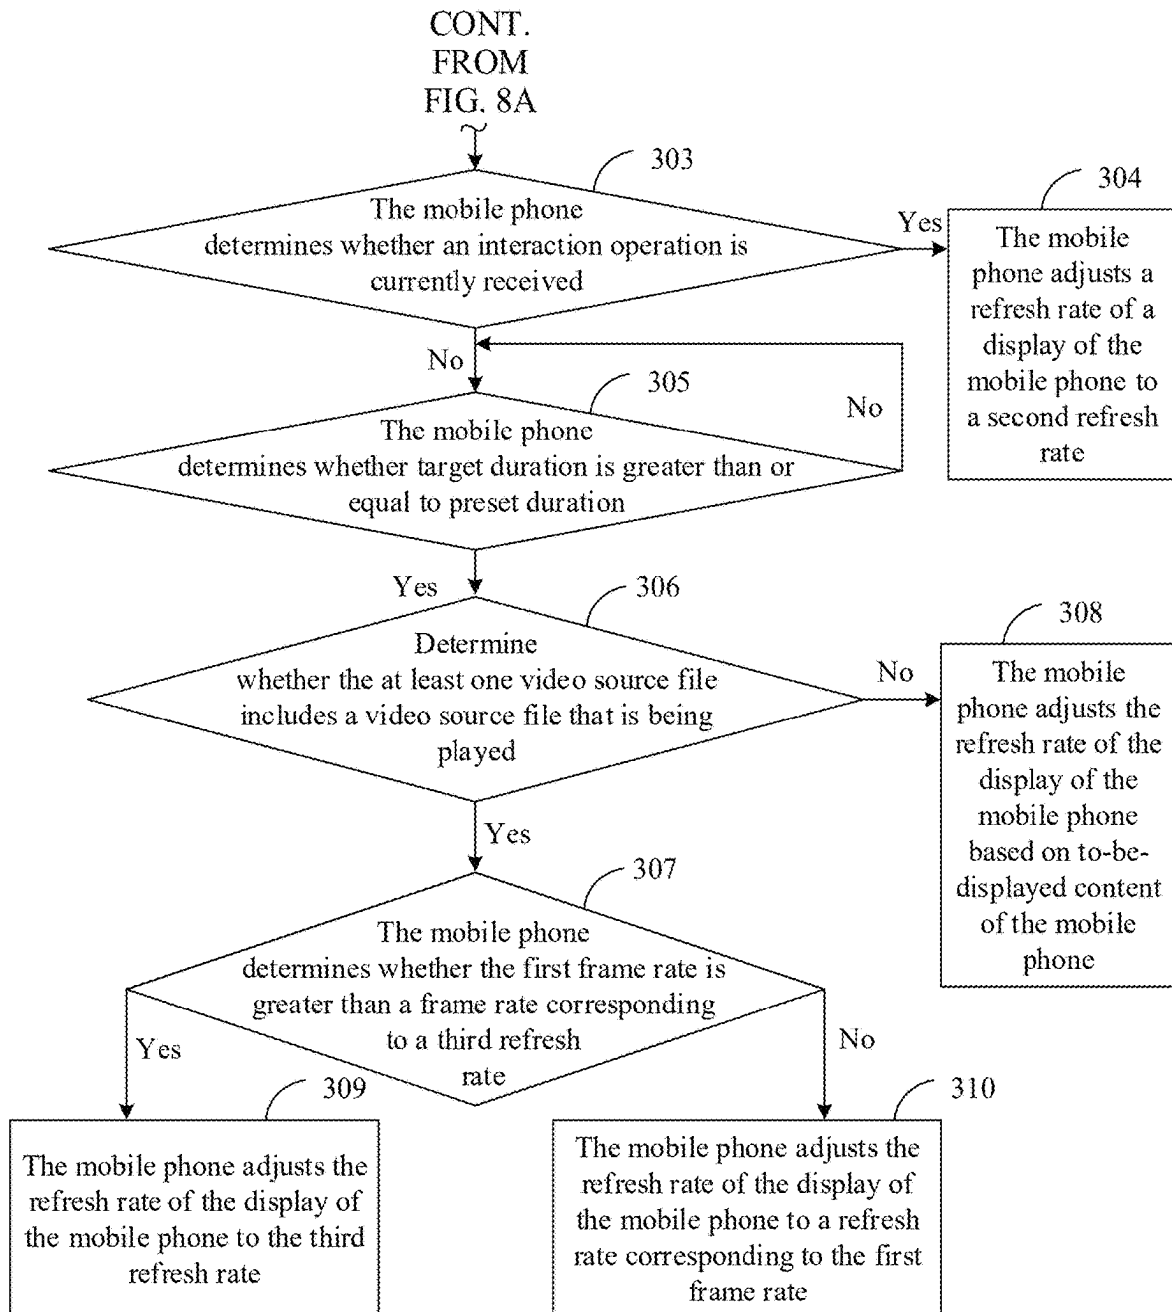 CONT.
FROM
FIG. 8A
303
The mobile phone
determines whether an interaction operation is
currently received
Yes
304
The mobile
phone adjusts a
refresh rate of a
display of the
mobile phone to
a second refresh
rate
No
305
The mobile phone
determines whether target duration is greater than or
equal to preset duration
No
Yes
306
Determine
whether the at least one video source file
includes a video source file that is being
played
No
308
The mobile
phone adjusts the
refresh rate of the
display of the
mobile phone
based on to-be-
displayed content
of the mobile
phone
Yes
307
The mobile phone
determines whether the first frame rate is
greater than a frame rate corresponding
to a third refresh
rate
Yes
No
309
The mobile phone adjusts the
refresh rate of the display of
the mobile phone to the third
refresh rate
310
The mobile phone adjusts the
refresh rate of the display of
the mobile phone to a refresh
rate corresponding to the first
frame rate